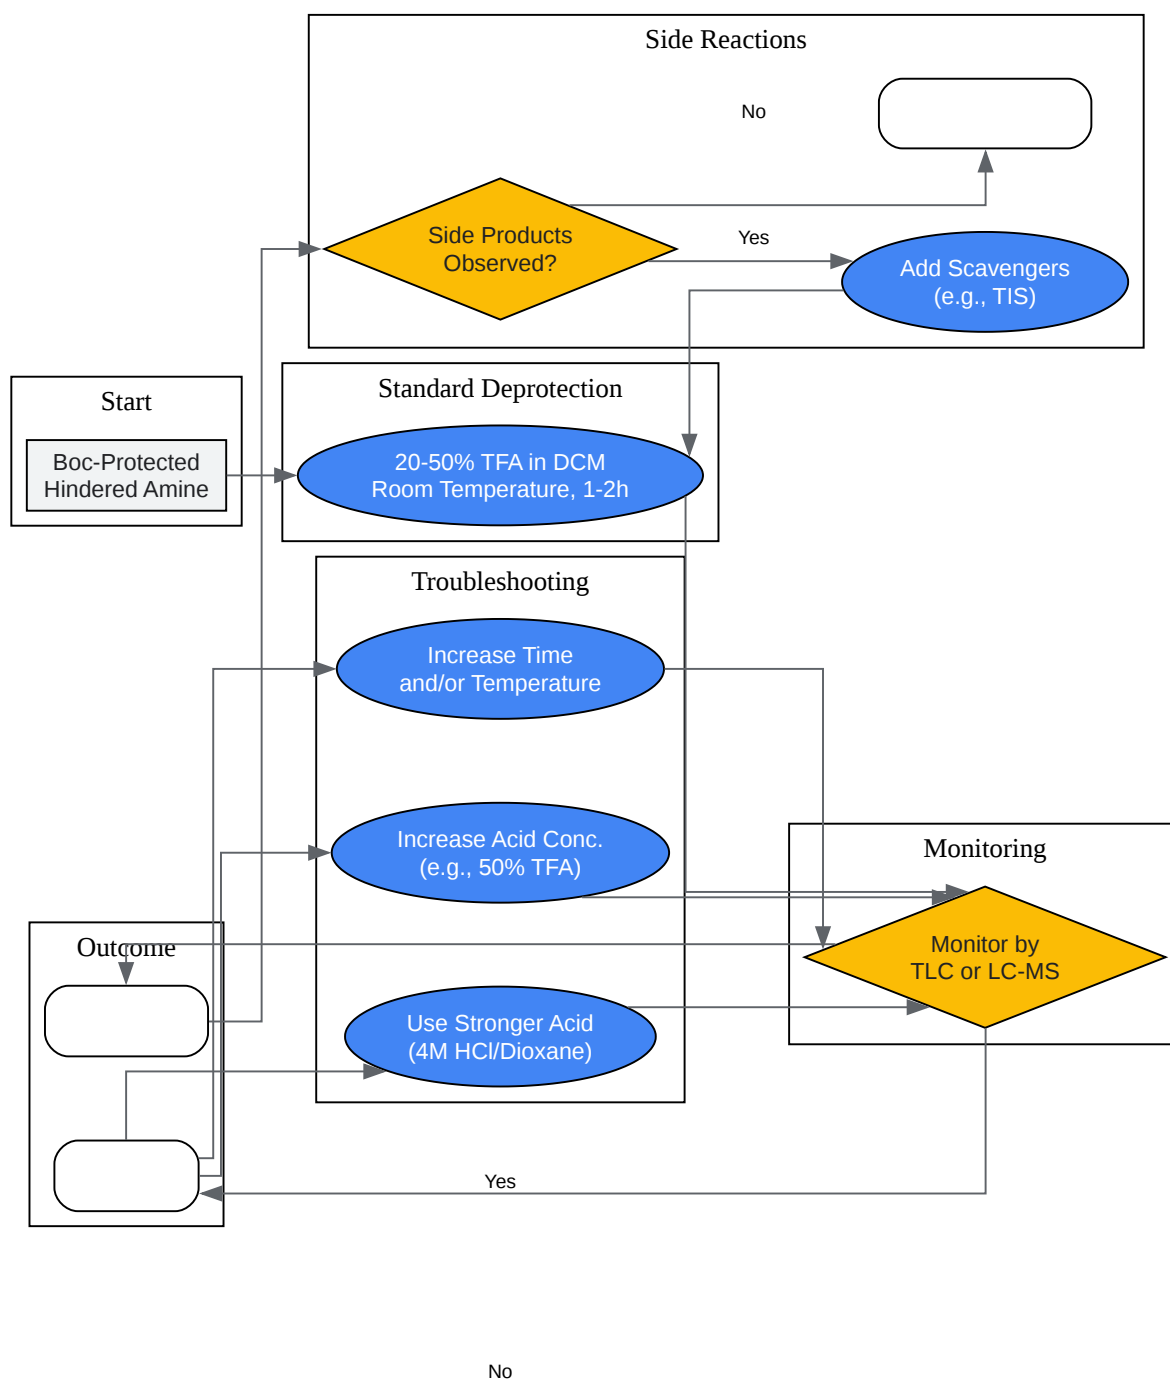 Side Reactions
No
Side Products
Observed?
Yes
Add Scavengers
(e.g., TIS)
Start
Boc-Protected
Hindered Amine
Standard Deprotection
20-50% TFA in DCM
Room Temperature, 1-2h
Troubleshooting
Increase Time
and/or Temperature
Increase Acid Conc.
(e.g., 50% TFA)
Use Stronger Acid
(4M HCl/Dioxane)
Monitoring
Monitor by
TLC or LC-MS
Outcome
Yes
No